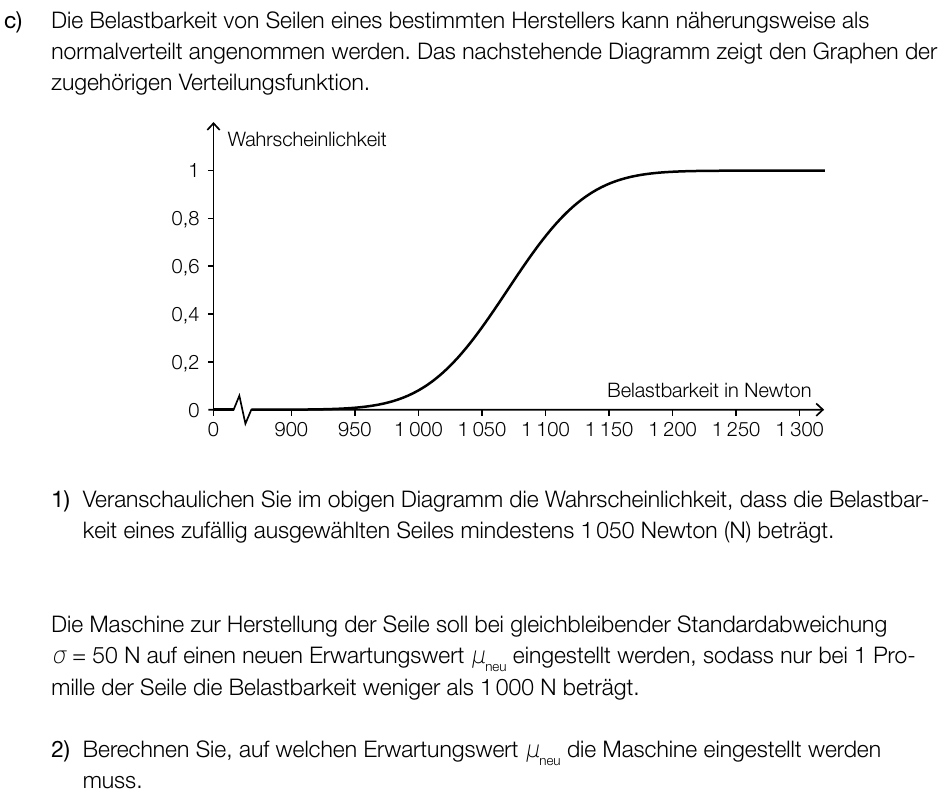 c) Die Belastbarkeit von Seilen eines bestimmten Herstellers kann näherungsweise als
normalverteilt angenommen werden. Das nachstehende Diagramm zeigt den Graphen der
zugehörigen Verteilungsfunktion.
Wahrscheinlichkeit
1
0,8
0,6
0,4
0,2
0
Belastbarkeit in Newton
0 900 950 1 000 1 050 1 100 1 150 1 200 1 250 1 300
1) Veranschaulichen Sie im obigen Diagramm die Wahrscheinlichkeit, dass die Belastbar-
keit eines zufällig ausgewählten Seiles mindestens 1 050 Newton (N) beträgt.
Die Maschine zur Herstellung der Seile soll bei gleichbleibender Standardabweichung
σ = 50 N auf einen neuen Erwartungswert μneu eingestellt werden, sodass nur bei 1 Pro-
mille der Seile die Belastbarkeit weniger als 1 000 N beträgt.
2) Berechnen Sie, auf welchen Erwartungswert μneu die Maschine eingestellt werden
muss.